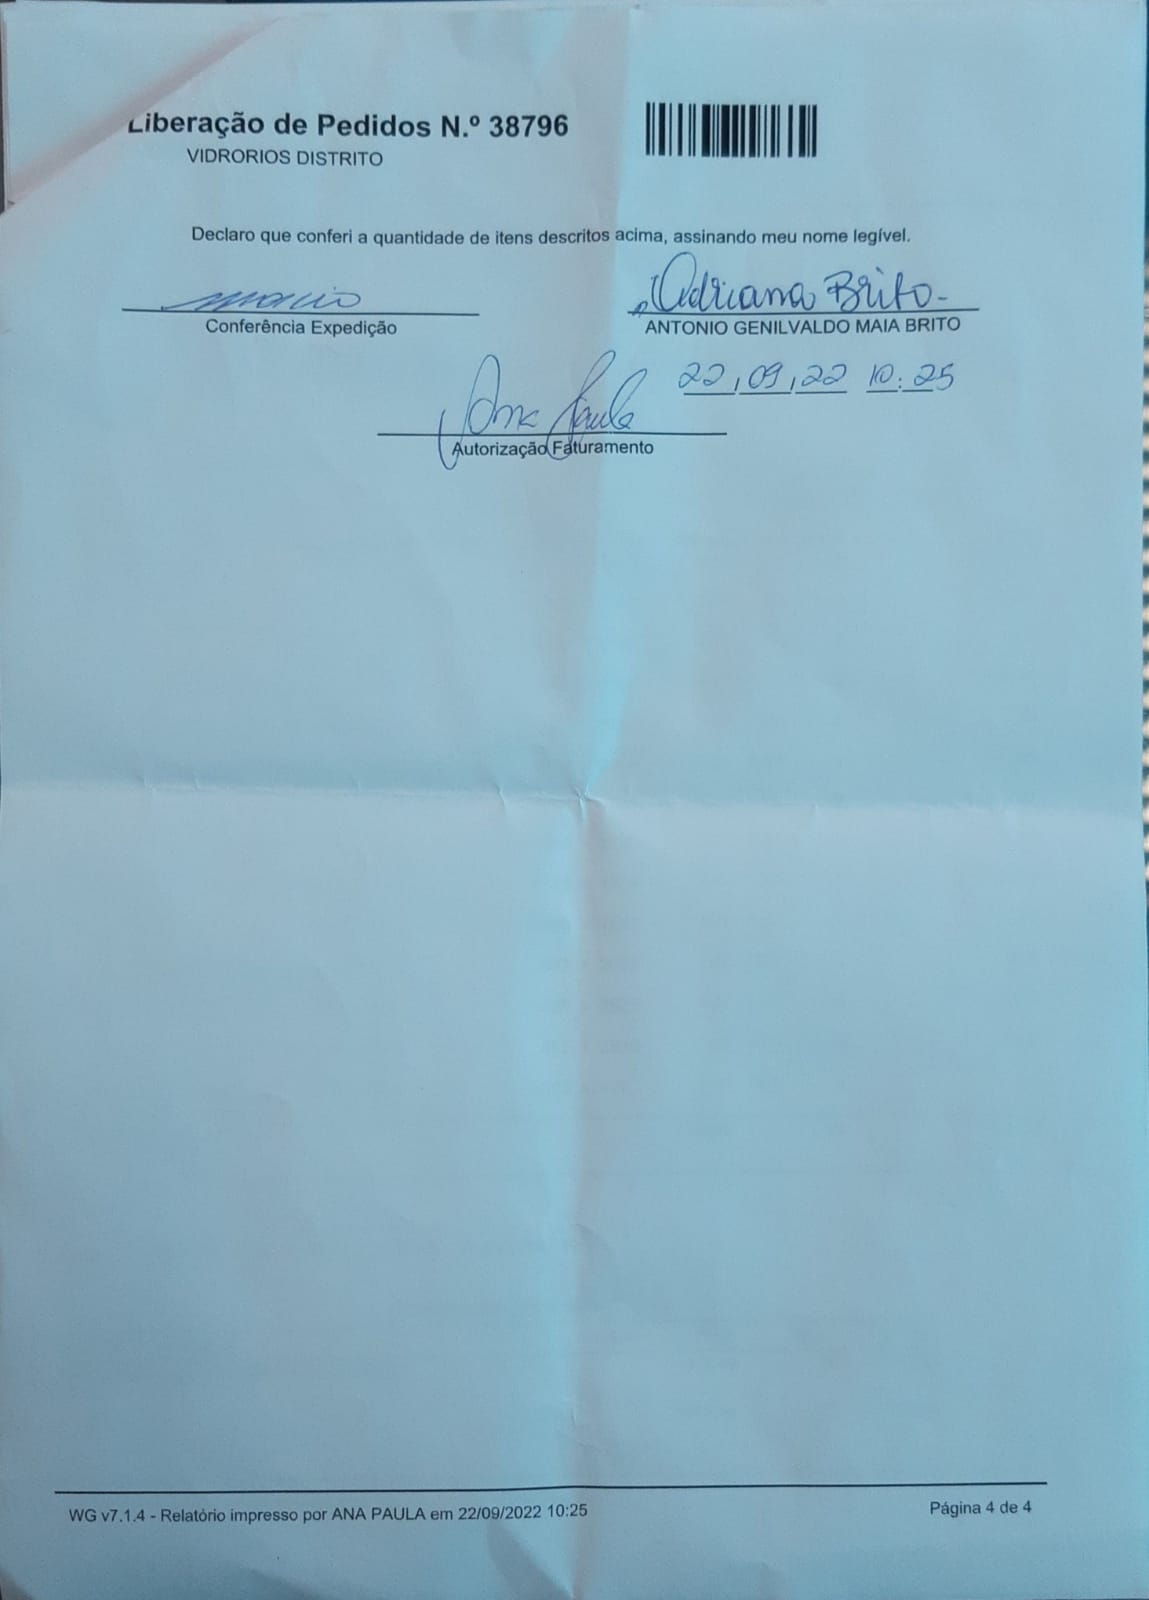 Liberação de Pedidos N.º 38796
VIDRORIOS DISTRITO
Declaro que conferi a quantidade de itens descritos acima, assinando meu nome legível.
Adriana Brito
Conferência Expedição
ANTONIO GENILVALDO MAIA BRITO
22/09/22 10:25
Ana Paula
Autorização Faturamento
WG v7.1.4 - Relatório impresso por ANA PAULA em 22/09/2022 10:25
Página 4 de 4